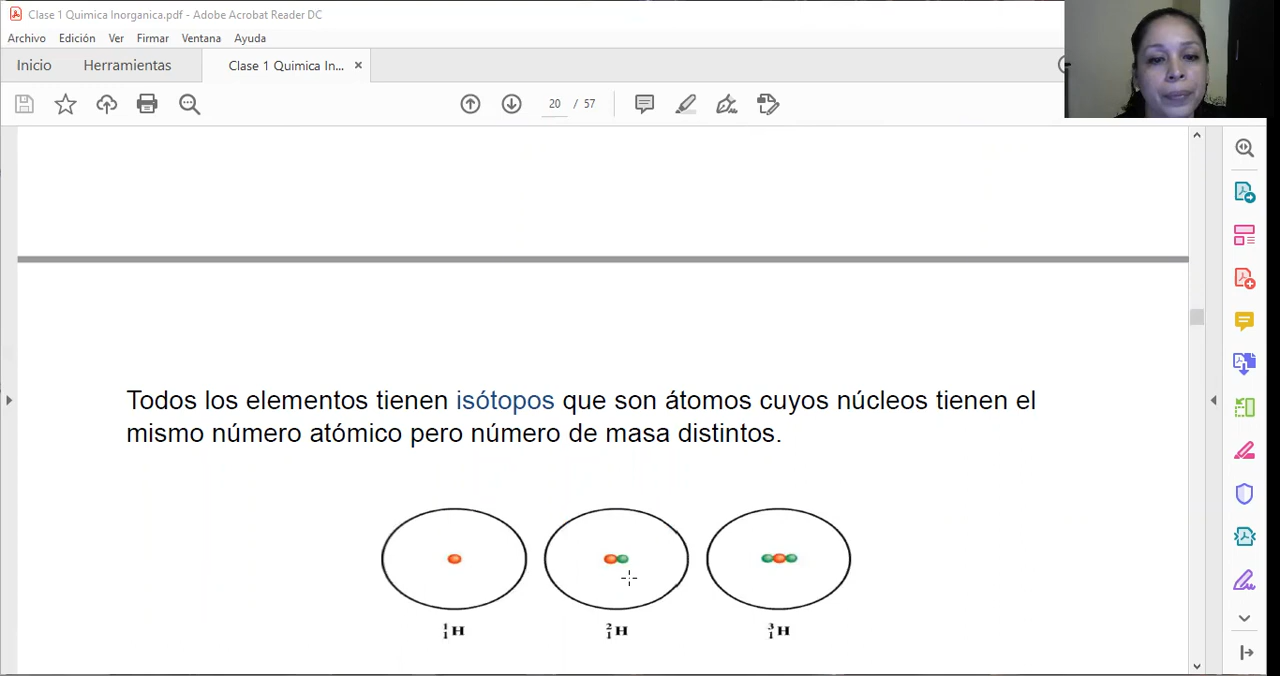 Clase 1 Quimica Inorganica.pdf - Adobe Acrobat Reader DC
Archivo Edición Ver Firmar Ventana Ayuda
Inicio Herramientas Clase 1 Quimica In... ×
20 / 57
Todos los elementos tienen isótopos que son átomos cuyos núcleos tienen el
mismo número atómico pero número de masa distintos.
¹₁H ²₁H ³₁H